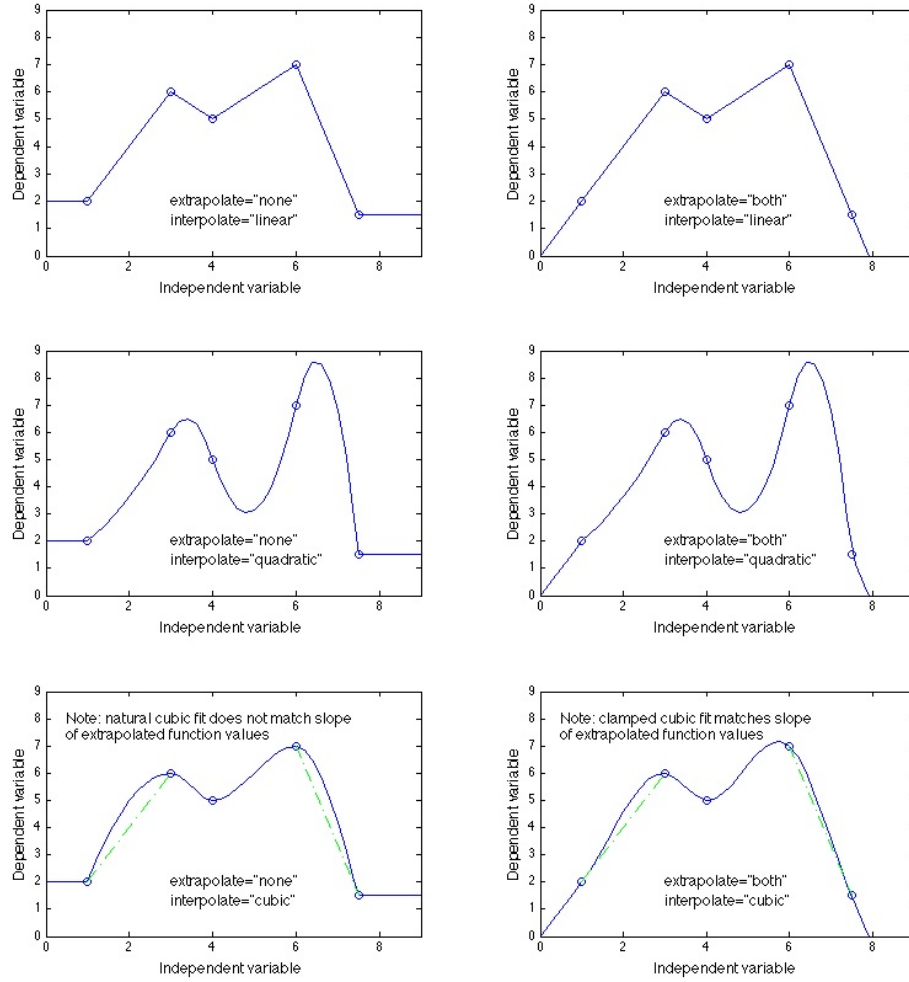 9
8
7
6
5
4
3
2
1
0
0 2 4 6 8
Dependent variable
Independent variable
extrapolate="none"
interpolate="linear"
9
8
7
6
5
4
3
2
1
0
0 2 4 6 8
Dependent variable
Independent variable
extrapolate="both"
interpolate="linear"
9
8
7
6
5
4
3
2
1
0
0 2 4 6 8
Dependent variable
Independent variable
extrapolate="none"
interpolate="quadratic"
9
8
7
6
5
4
3
2
1
0
0 2 4 6 8
Dependent variable
Independent variable
extrapolate="both"
interpolate="quadratic"
9
8
7
6
5
4
3
2
1
0
0 2 4 6 8
Dependent variable
Independent variable
Note: natural cubic fit does not match slope
of extrapolated function values
extrapolate="none"
interpolate="cubic"
9
8
7
6
5
4
3
2
1
0
0 2 4 6 8
Dependent variable
Independent variable
Note: clamped cubic fit matches slope
of extrapolated function values
extrapolate="both"
interpolate="cubic"